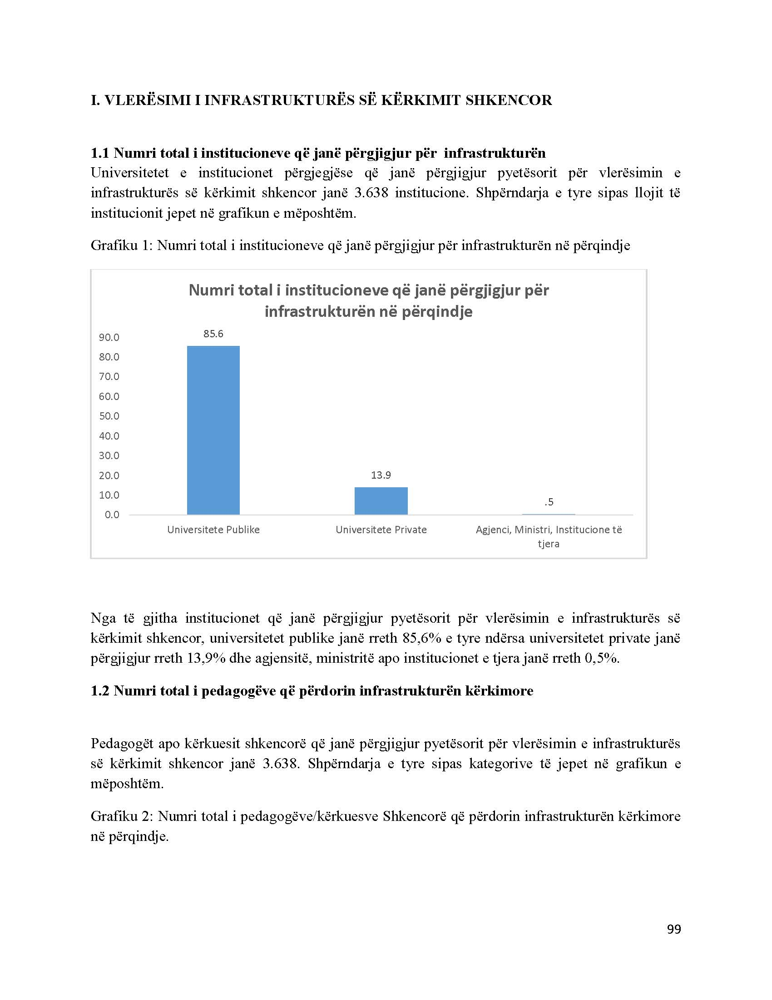 I. VLERËSIMI I INFRASTRUKTURËS SË KËRKIMIT SHKENCOR
1.1 Numri total i institucioneve që janë përgjigjur për infrastrukturën
Universitetet e institucionet përgjegjëse që janë përgjigjur pyetësorit për vlerësimin e
infrastrukturës së kërkimit shkencor janë 3.638 institucione. Shpërndarja e tyre sipas llojit të
institucionit jepet në grafikun e mëposhtëm.
Grafiku 1: Numri total i institucioneve që janë përgjigjur për infrastrukturën në përqindje
Numri total i institucioneve që janë përgjigjur për
infrastrukturën në përqindje
90.0
80.0
70.0
60.0
50.0
40.0
30.0
20.0
10.0
0.0
85.6
13.9
.5
Universitete Publike
Universitete Private
Agjenci, Ministri, Institucione të
tjera
Nga të gjitha institucionet që janë përgjigjur pyetësorit për vlerësimin e infrastrukturës së
kërkimit shkencor, universitetet publike janë rreth 85,6% e tyre ndërsa universitetet private janë
përgjigjur rreth 13,9% dhe agjensitë, ministritë apo institucionet e tjera janë rreth 0,5%.
1.2 Numri total i pedagogëve që përdorin infrastrukturën kërkimore
Pedagogët apo kërkuesit shkencorë që janë përgjigjur pyetësorit për vlerësimin e infrastrukturës
së kërkimit shkencor janë 3.638. Shpërndarja e tyre sipas kategorive të jepet në grafikun e
mëposhtëm.
Grafiku 2: Numri total i pedagogëve/kërkuesve Shkencorë që përdorin infrastrukturën kërkimore
në përqindje.
99